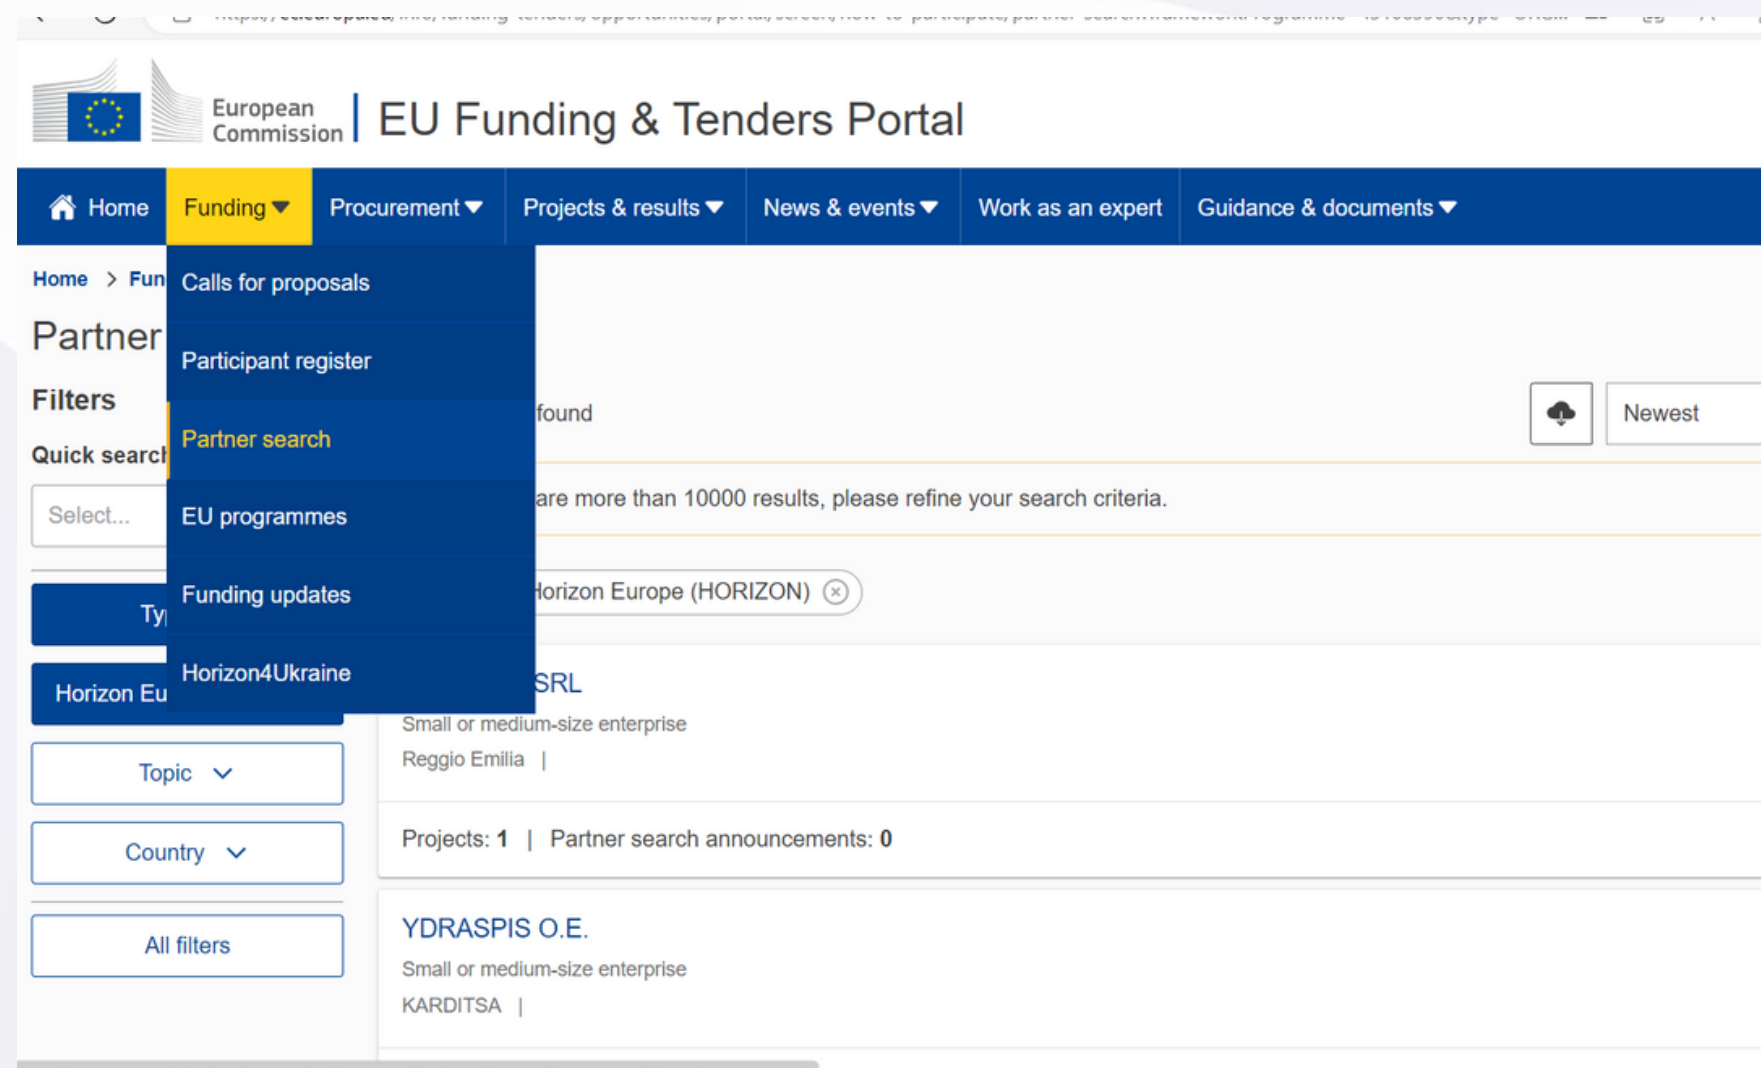 European
Commission
EU Funding & Tenders Portal
Home
Funding
Procurement
Projects & results
News & events
Work as an expert
Guidance & documents
Home > Fun
Calls for proposals
Partner
Participant register
Filters
found
Newest
Partner search
Quick search
are more than 10000 results, please refine your search criteria.
Select...
EU programmes
Horizon Europe (HORIZON)
Funding updates
Ty
Horizon4Ukraine
SRL
Horizon Eu
Small or medium-size enterprise
Reggio Emilia |
Topic
Projects: 1 | Partner search announcements: 0
Country
YDRASPIS O.E.
All filters
Small or medium-size enterprise
KARDITSA |